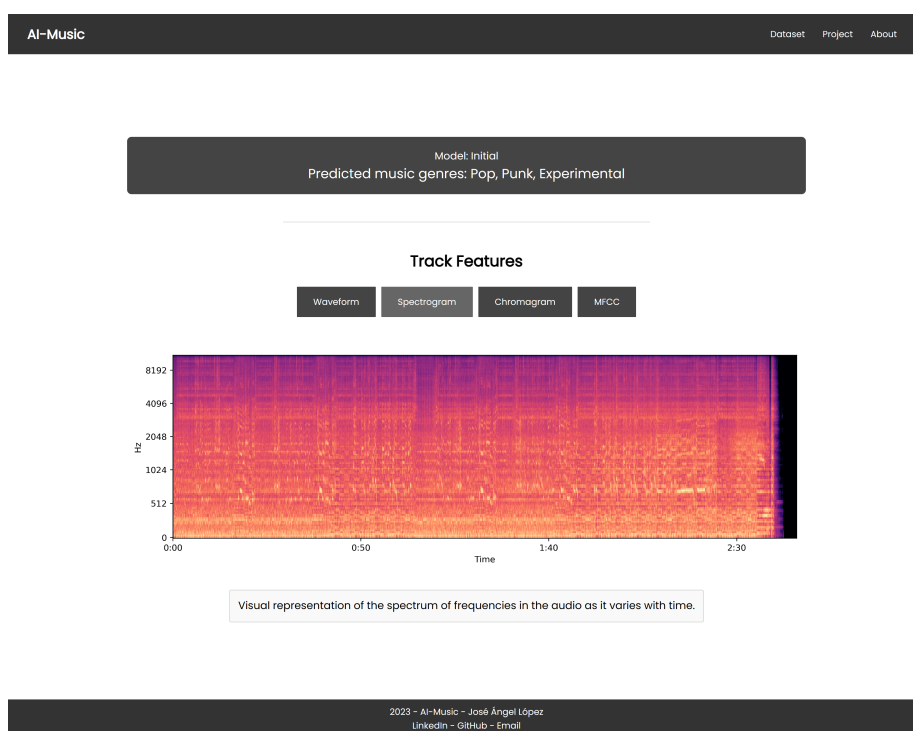 AI-Music
Dataset Project About
Model: Initial
Predicted music genres: Pop, Punk, Experimental
Track Features
Waveform Spectrogram Chromagram MFCC
8192
4096
2048
Hz
1024
512
0
0:00 0:50 1:40 2:30
Time
Visual representation of the spectrum of frequencies in the audio as it varies with time.
2023 - AI-Music - José Ángel López
LinkedIn - GitHub - Email